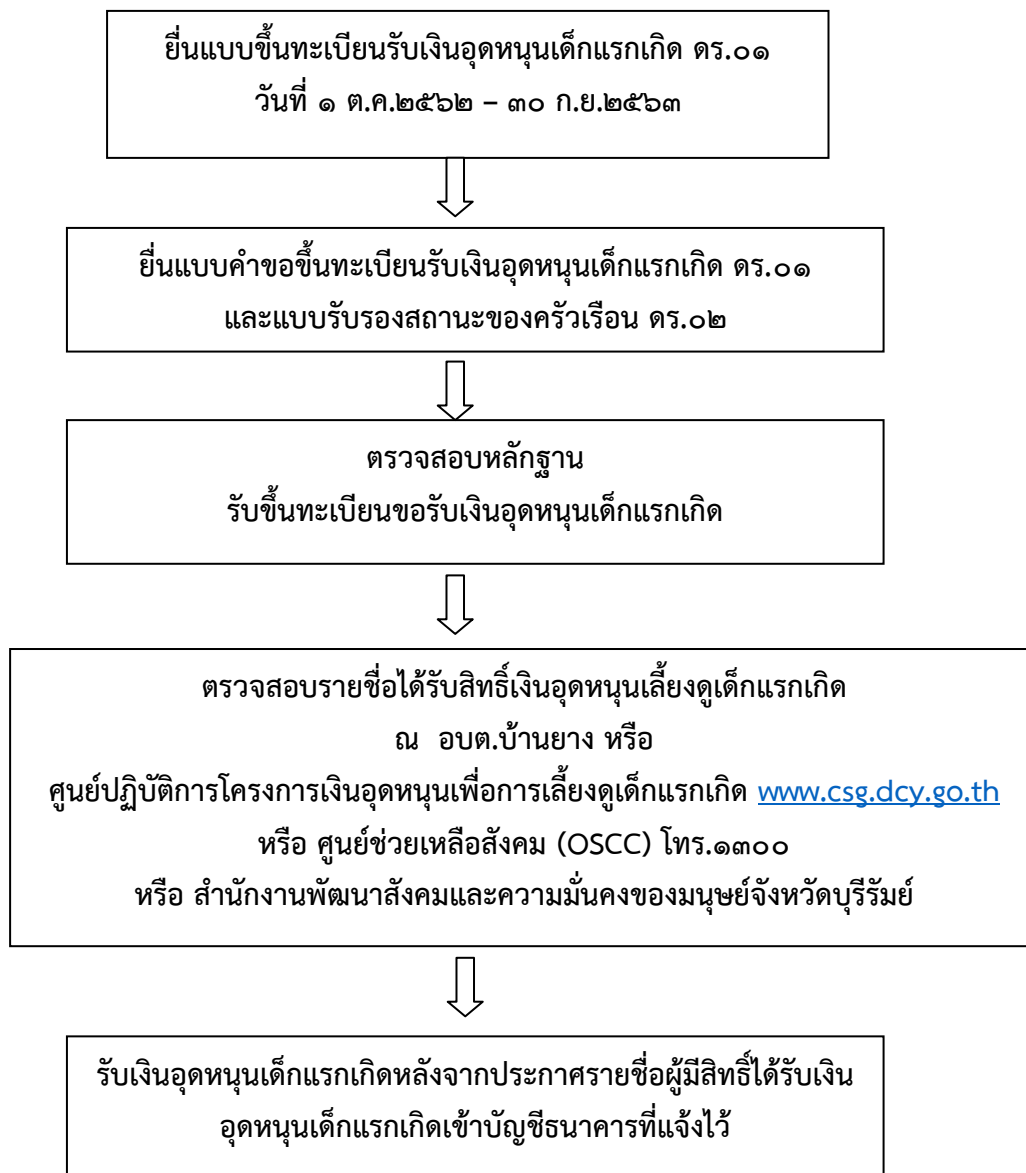 ยื่นแบบขึ้นทะเบียนรับเงินอุดหนุนเด็กแรกเกิด ดร.๐๑
วันที่ ๑ ต.ค.๒๕๖๒ – ๓๐ ก.ย.๒๕๖๓
ยื่นแบบคำขอขึ้นทะเบียนรับเงินอุดหนุนเด็กแรกเกิด ดร.๐๑
และแบบรับรองสถานะของครัวเรือน ดร.๐๒
ตรวจสอบหลักฐาน
รับขึ้นทะเบียนขอรับเงินอุดหนุนเด็กแรกเกิด
ตรวจสอบรายชื่อได้รับสิทธิ์เงินอุดหนุนเลี้ยงดูเด็กแรกเกิด
ณ อบต.บ้านยาง หรือ
ศูนย์ปฏิบัติการโครงการเงินอุดหนุนเพื่อการเลี้ยงดูเด็กแรกเกิด www.csg.dcy.go.th
หรือ ศูนย์ช่วยเหลือสังคม (OSCC) โทร.๑๓๐๐
หรือ สำนักงานพัฒนาสังคมและความมั่นคงของมนุษย์จังหวัดบุรีรัมย์
รับเงินอุดหนุนเด็กแรกเกิดหลังจากประกาศรายชื่อผู้มีสิทธิ์ได้รับเงิน
อุดหนุนเด็กแรกเกิดเข้าบัญชีธนาคารที่แจ้งไว้